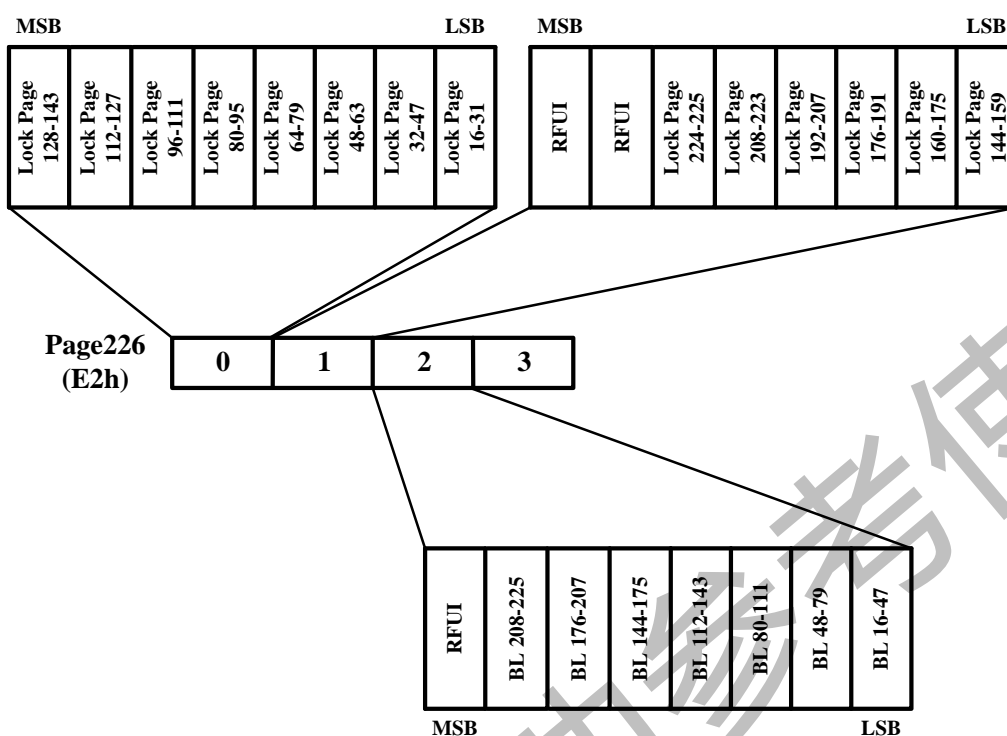 MSB
LSB
MSB
LSB
Lock Page
128-143
Lock Page
112-127
Lock Page
96-111
Lock Page
80-95
Lock Page
64-79
Lock Page
48-63
Lock Page
32-47
Lock Page
16-31
RFUI
RFUI
Lock Page
224-225
Lock Page
208-223
Lock Page
192-207
Lock Page
176-191
Lock Page
160-175
Lock Page
144-159
Page226
(E2h)
0
1
2
3
RFUI
BL 208-225
BL 176-207
BL 144-175
BL 112-143
BL 80-111
BL 48-79
BL 16-47
MSB
LSB
参考使